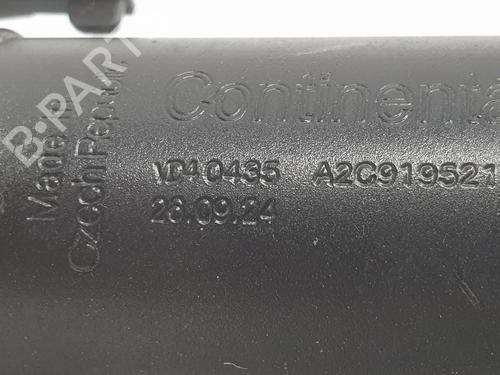 B-PARTS
Made in
Czech Republic
Continental
VD40435 A2C919521
26.09.24